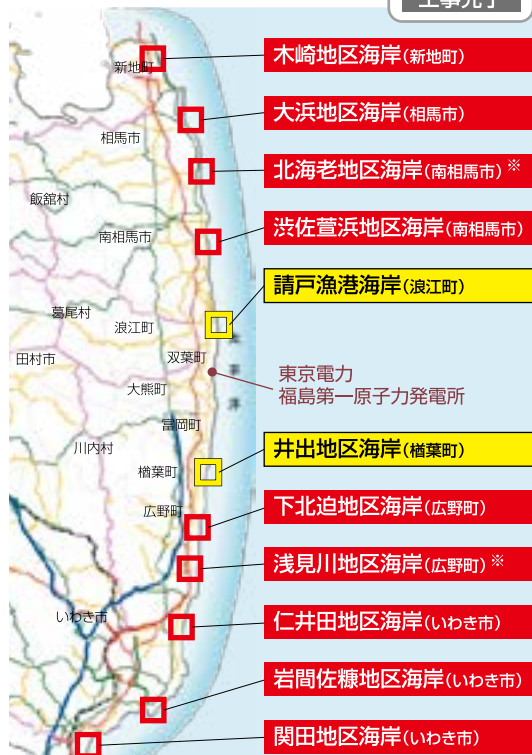 工事完了
木崎地区海岸(新地町)
新地町
大浜地区海岸(相馬市)
相馬市
北海老地区海岸(南相馬市)※
飯舘村
渋佐萱浜地区海岸(南相馬市)
南相馬市
請戸漁港海岸(浪江町)
葛尾村
浪江町
太平洋
田村市
双葉町
東京電力
福島第一原子力発電所
大熊町
富岡町
川内村
井出地区海岸(楢葉町)
楢葉町
広野町
下北迫地区海岸(広野町)
浅見川地区海岸(広野町)※
いわき市
仁井田地区海岸(いわき市)
岩間佐糠地区海岸(いわき市)
関田地区海岸(いわき市)